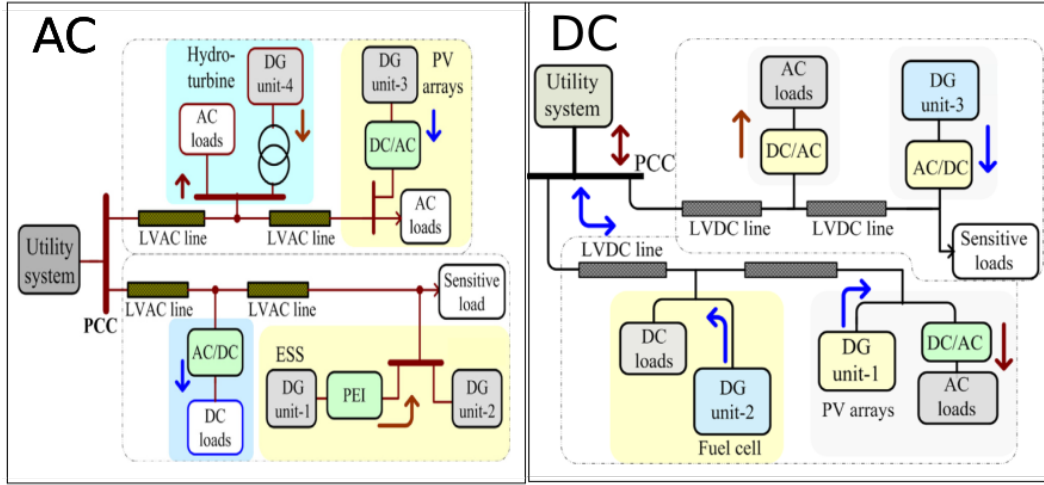 AC
Hydro-
turbine
DG
unit-4
DG
unit-3
PV
arrays
AC
loads
DC/AC
AC
loads
LVAC line
LVAC line
Utility
system
PCC
LVAC line
LVAC line
Sensitive
load
AC/DC
DC
loads
ESS
DG
unit-1
PEI
DG
unit-2
DC
Utility
system
PCC
AC
loads
DC/AC
DG
unit-3
AC/DC
LVDC line
LVDC line
Sensitive
loads
LVDC line
DC
loads
DG
unit-2
Fuel cell
DG
unit-1
PV arrays
DC/AC
AC
loads